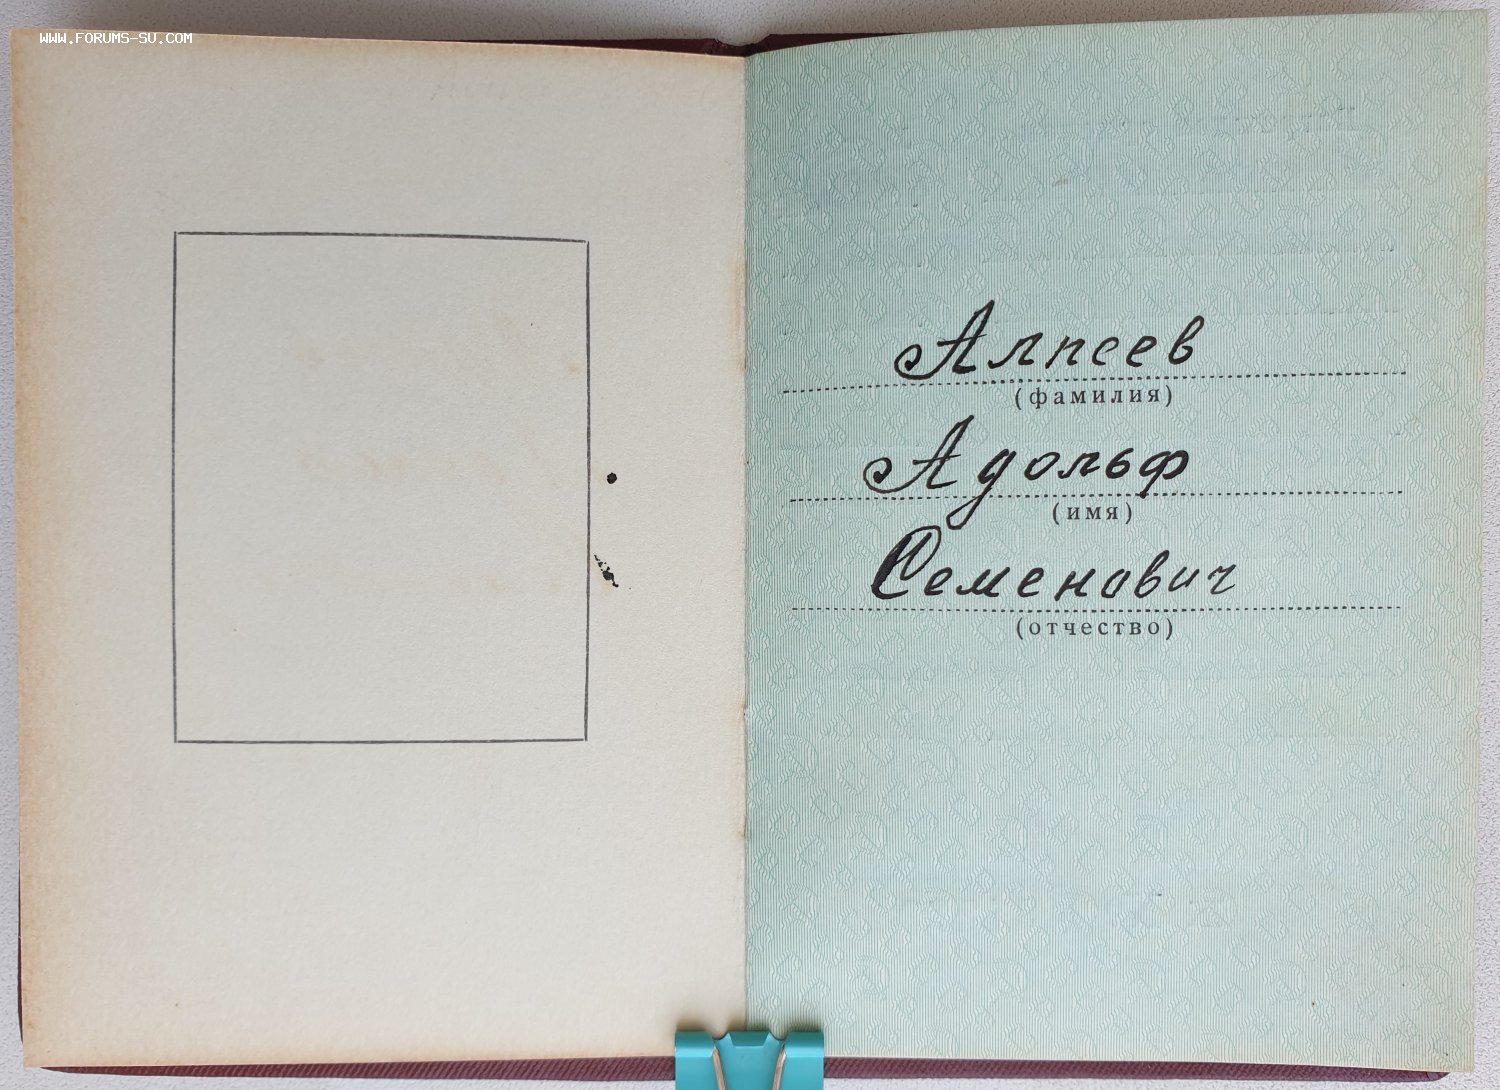 WWW.FORUMS-SU.COM
Алпеев
(фамилия)
Адольф
(имя)
Семенович
(отчество)